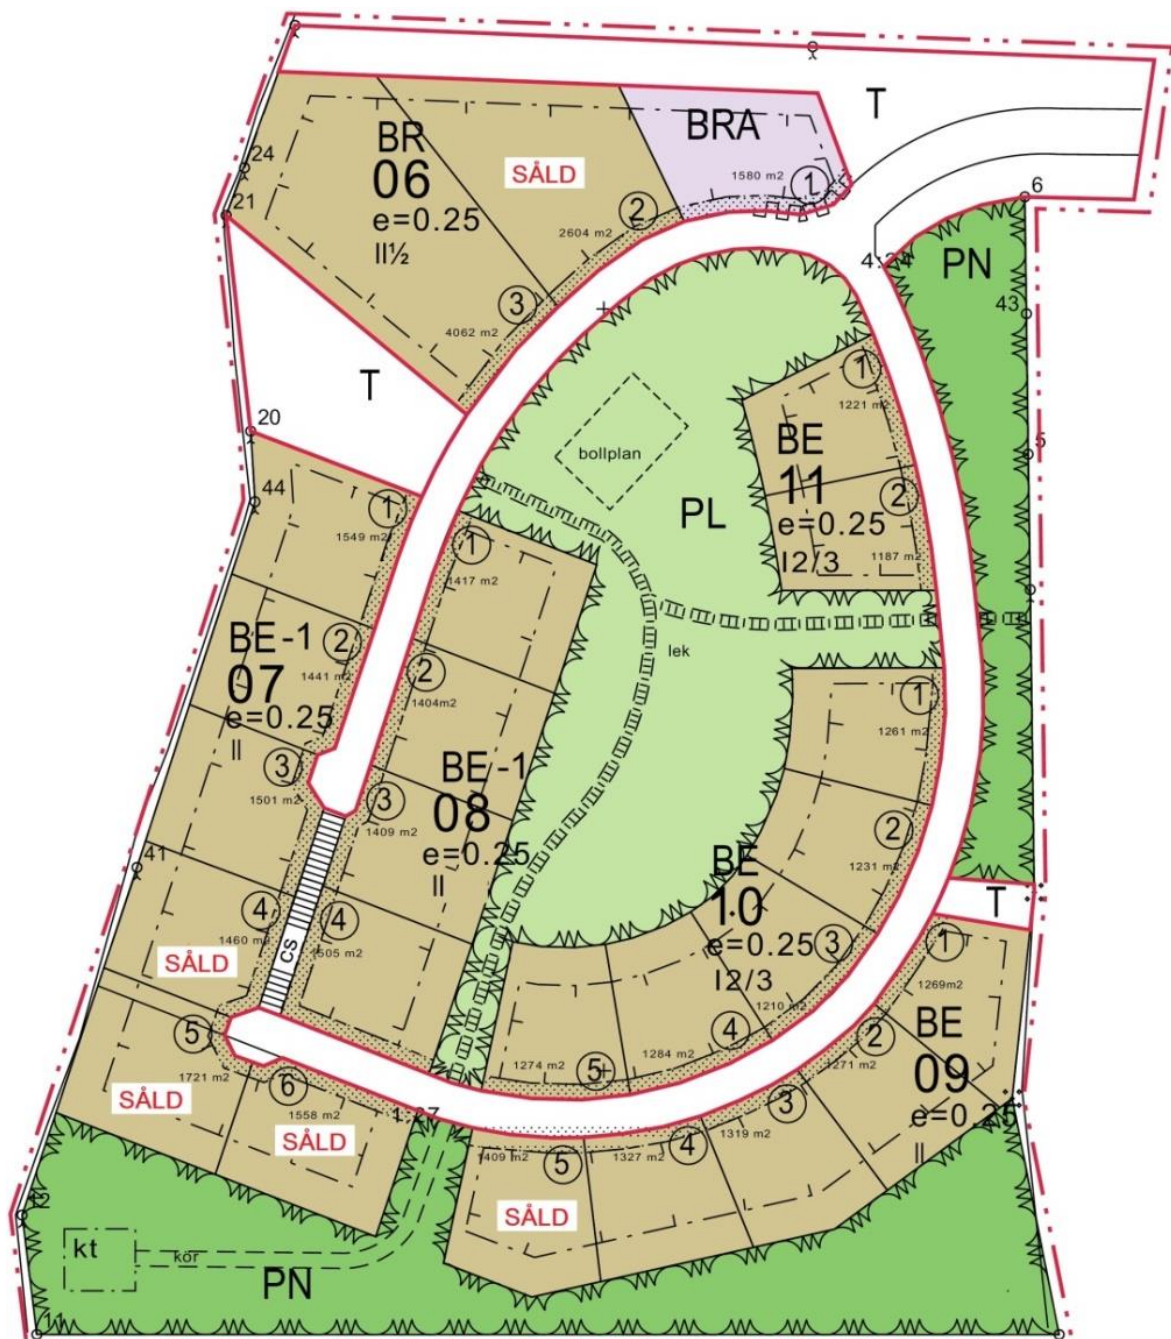 24
21
BR
06
e=0.25
II½
SÅLD
2
2604 m2
3
4062 m2
BRA
1580 m2
1
T
6
4:24
PN
43
5
T
20
44
bollplan
PL
lek
1
1221 m2
BE
11
e=0.25
I2/3
2
1187 m2
1
1549 m2
BE-1
07
e=0.25
II
2
1441 m2
3
1501 m2
41
4
1460 m2
SÅLD
5
1721 m2
SÅLD
6
1558 m2
SÅLD
cs
1
1417 m2
2
1404m2
BE-1
08
e=0.25
II
3
1409 m2
4
1505 m2
1
1261 m2
2
1231 m2
BE
10
e=0.25
I2/3
3
1210 m2
4
1284 m2
5
1274 m2
T
1
1269m2
BE
09
e=0.25
II
2
1271 m2
3
1319 m2
4
1327 m2
5
1409 m2
SÅLD
kt
kör
PN
11